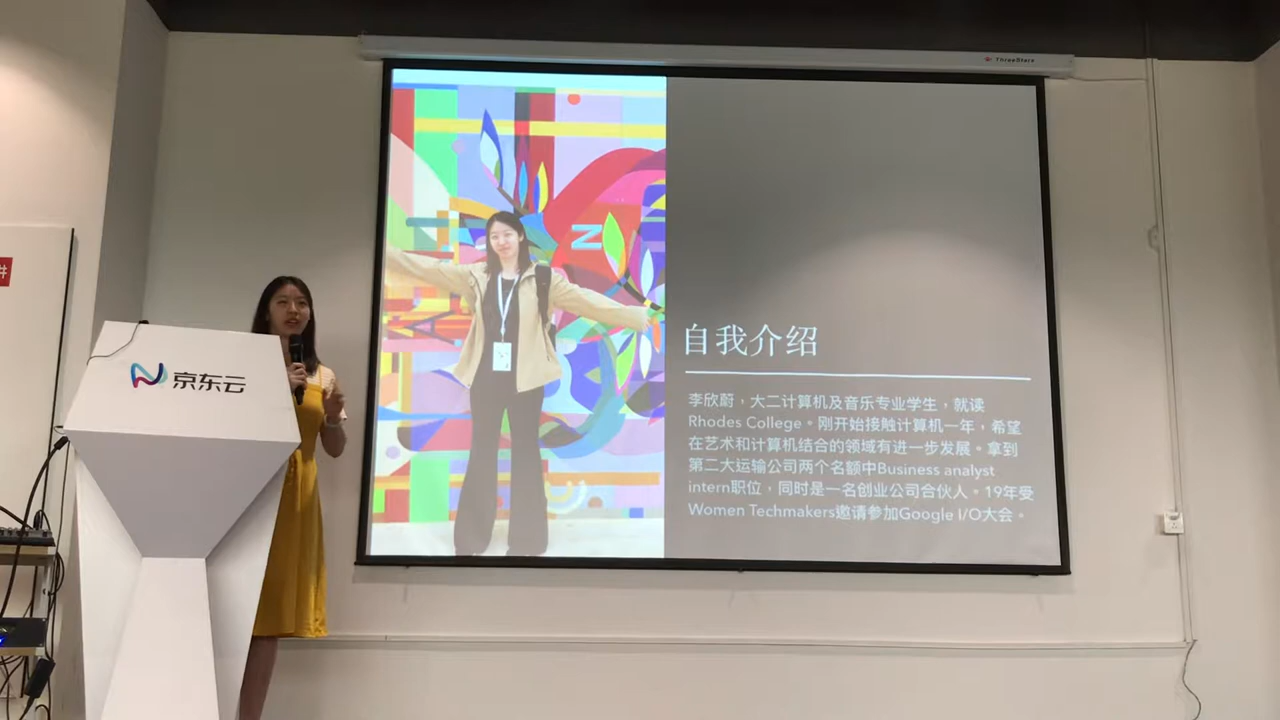 ThreeStars
讲
京东云
自我介绍
李欣蔚，大二计算机及音乐专业学生，就读
Rhodes College。刚开始接触计算机一年，希望
在艺术和计算机结合的领域有进一步发展。拿到
第二大运输公司两个名额中Business analyst
intern职位，同时是一名创业公司合伙人。19年受
Women Techmakers邀请参加Google I/O大会。